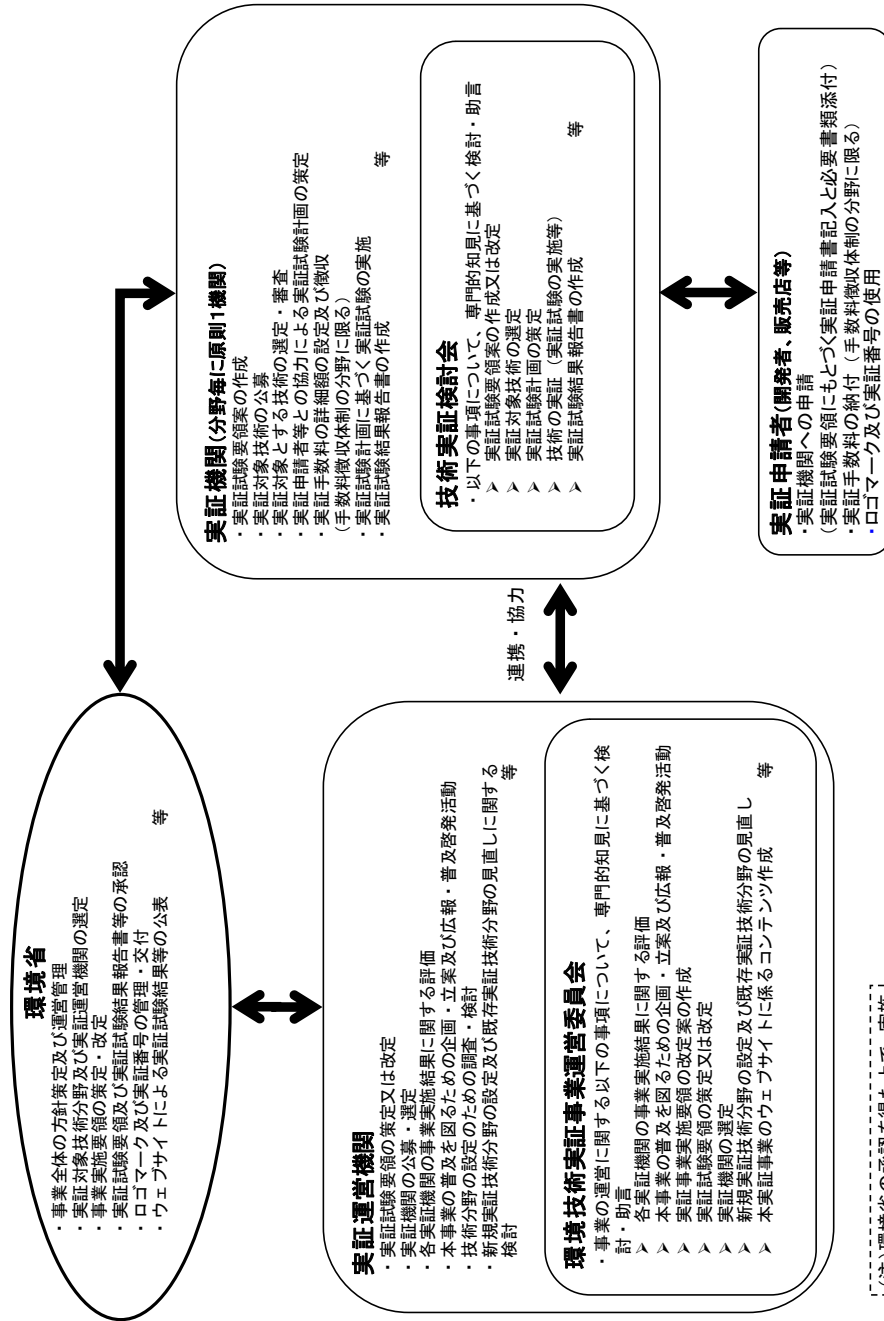 環境省
・事業全体の方針策定及び運営管理
・実証対象技術分野及び実証運営機関の選定
・事業実施要領の策定・改定
・実証試験要領及び実証試験結果報告書等の承認
・ロゴマーク及び実証番号の管理・交付
・ウェブサイトによる実証試験結果等の公表
等
実証運営機関
・実証試験要領の策定又は改定
・実証機関の公募・選定
・各実証機関の事業実施結果に関する評価
・本事業の普及を図るための企画・立案及び広報・普及啓発活動
・技術分野の設定のための調査・検討
・新規実証技術分野の設定及び既存実証技術分野の見直しに関する
検討
等
環境技術実証事業運営委員会
・事業の運営に関する以下の事項について、専門的知見に基づく検
討・助言
➢ 各実証機関の事業実施結果に関する評価
➢ 本事業の普及を図るための企画・立案及び広報・普及啓発活動
➢ 実証事業実施要領の改定案の作成
➢ 実証試験要領の策定又は改定
➢ 実証機関の選定
➢ 新規実証技術分野の設定及び既存実証技術分野の見直し
➢ 本実証事業のウェブサイトに係るコンテンツ作成
等
連携・協力
実証機関(分野毎に原則1機関)
・実証試験要領案の作成
・実証対象技術の公募
・実証対象とする技術の選定・審査
・実証申請者等との協力による実証試験計画の策定
・実証手数料の詳細額の設定及び徴収
(手数料徴収体制の分野に限る)
・実証試験計画に基づく実証試験の実施
・実証試験結果報告書の作成
等
技術実証検討会
・以下の事項について、専門的知見に基づく検討・助言
➢ 実証試験要領案の作成又は改定
➢ 実証対象技術の選定
➢ 実証試験計画の策定
➢ 技術の実証(実証試験の実施等)
➢ 実証試験結果報告書の作成
等
実証申請者(開発者、販売店等)
・実証機関への申請
(実証試験要領にもとづく実証申請書記入と必要書類添付)
・実証手数料の納付(手数料徴収体制の分野に限る)
・ロゴマーク及び実証番号の使用